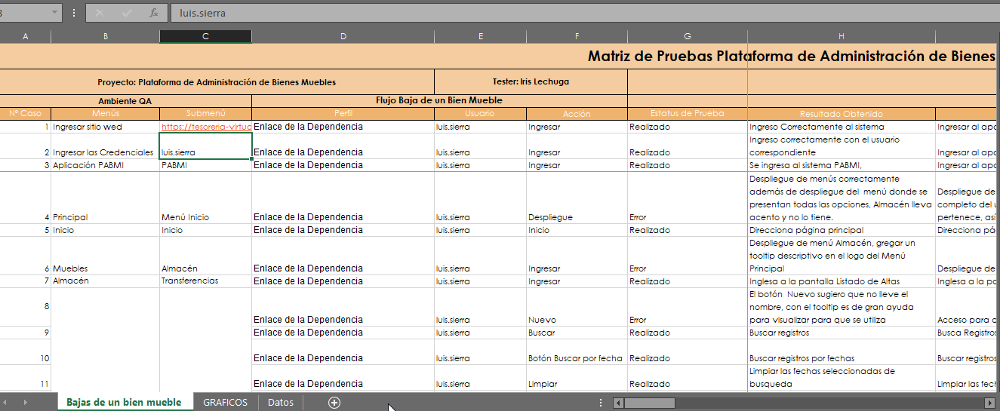 luis.sierra
A B C D E F G H
Matriz de Pruebas Plataforma de Administración de Bienes
Proyecto: Plataforma de Administración de Bienes Muebles Tester: Iris Lechuga
Ambiente QA Flujo Baja de un Bien Mueble
Nº Caso Menús Submenú Perfil Usuario Acción Estatus de Prueba Resultado Obtenido
1 Ingresar sitio wed https://tesoreria-virtua Enlace de la Dependencia luis.sierra Ingresar Realizado Ingreso Correctamente al sistema Ingresar al apa
Ingreso correctamente con el usuario
2 Ingresar las Credenciales luis.sierra Enlace de la Dependencia luis.sierra Ingresar Realizado correspondiente Ingresar al apa
3 Aplicación PABMI PABMI Enlace de la Dependencia luis.sierra Ingresar Realizado Se ingresa al sistema PABMI, Ingresar al apa
Despliegue de menús correctamente
además de despliegue del menú donde se Despliegue de
presentan todas las opciones, Almacén lleva completo del u
4 Principal Menú Inicio Enlace de la Dependencia luis.sierra Despliegue Error acento y no lo tiene. pertenece, así
5 Inicio Inicio Enlace de la Dependencia luis.sierra Inicio Realizado Direcciona página principal Direcciona pá
Despliegue de menú Almacén, gregar un
tooltip descriptivo en el logo del Menú
6 Muebles Almacén Enlace de la Dependencia luis.sierra Ingresar Error Principal Despliegue de
7 Almacén Transferencias Enlace de la Dependencia luis.sierra Ingresar Realizado Inglesa a la pantalla Listado de Altas Inglesa a la pa
El botón Nuevo sugiero que no lleve el
8 nombre, con el tooltip es de gran ayuda
Enlace de la Dependencia luis.sierra Nuevo Error para visualizar para que se utiliza Acceso para
9 Enlace de la Dependencia luis.sierra Buscar Realizado Buscar registros Busca Registros
10 Enlace de la Dependencia luis.sierra Botón Buscar por fecha Realizado Buscar registros por fechas Buscar registros
Limpiar las fechas seleccionadas de
11 Enlace de la Dependencia luis.sierra Limpiar Realizado busqueda Limpiar las fech
Bajas de un bien mueble GRAFICOS Datos